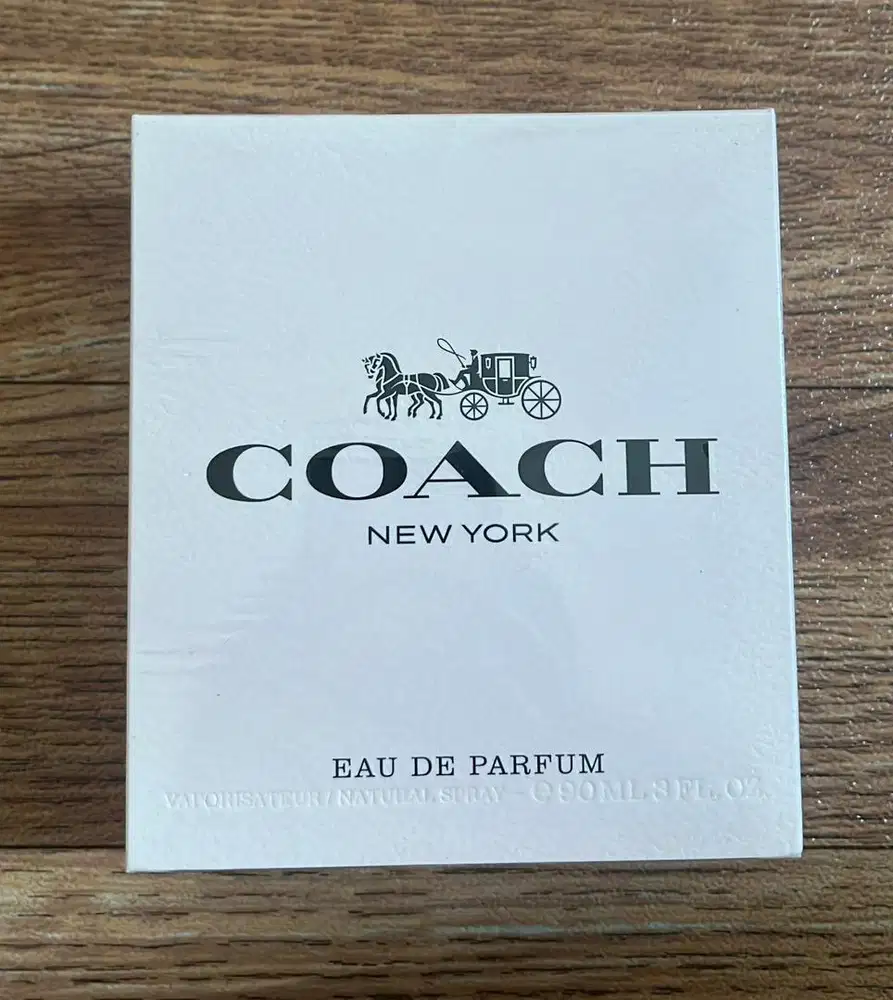 COACH
NEW YORK
EAU DE PARFUM
VAPORISATEUR / NATURAL SPRAY - ℮ 90 ML 3 FL. OZ.